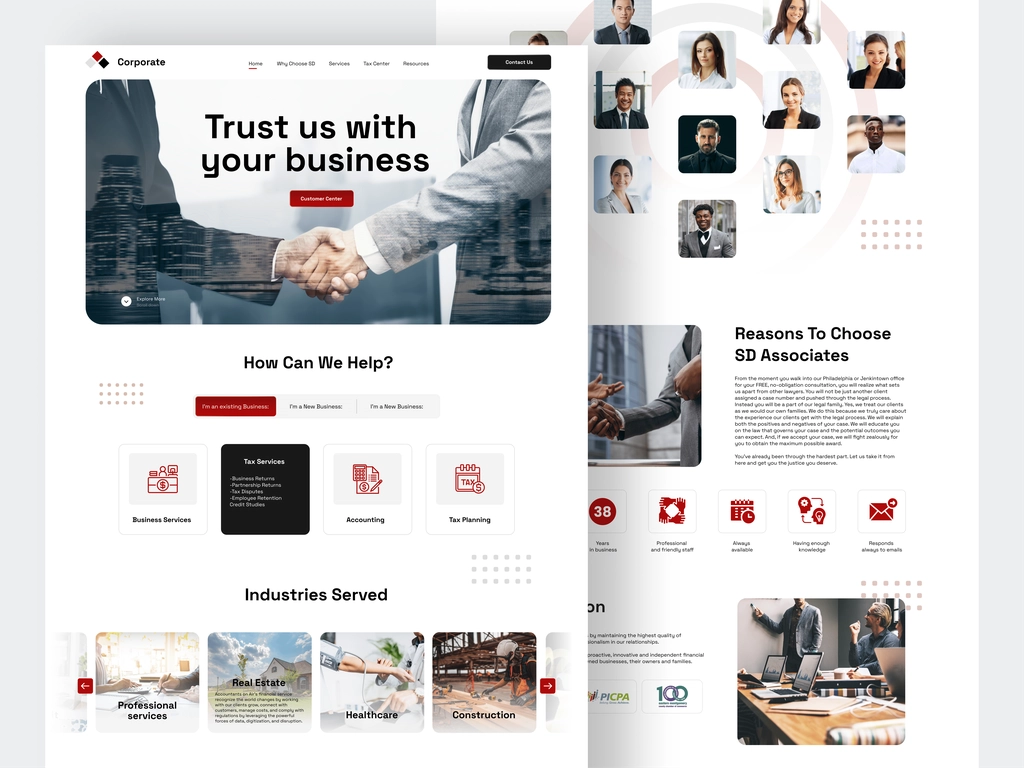 Corporate
Home
Why Choose SD
Services
Tax Center
Resources
Contact Us
Trust us with
your business
Customer Center
Explore More
How Can We Help?
I'm an existing Business:
I'm a New Business:
I'm a New Business:
Business Services
Tax Services
-Business Returns
-Partnership Returns
-Tax Disputes
-Employee Retention
Credit Studies
Accounting
TAX
Tax Planning
Industries Served
Professional
services
Real Estate
Accountants on Air's financial service
recognize the world changes by working
with our clients grow, connect with
customers, manage costs, and comply with
regulations by leveraging the powerful
forces of data, digitization, and disruption.
Healthcare
Construction
Reasons To Choose
SD Associates
From the moment you walk into our Philadelphia or Jenkintown office
for your FREE, no-obligation consultation, you will realize what sets
us apart from other lawyers. You will not be just another client
assigned a case number and pushed through the legal process.
Instead you will be a part of our legal family. Yes, we treat our clients
as we would our own families. We do this because we truly care about
the experience our clients get with the legal process. We will explain
both the positives and negatives of your case. We will educate you
on the law that governs your case and the potential outcomes you
can expect. And, if we accept your case, we will fight zealously for
you to obtain the maximum possible award.
You've already been through the hardest part. Let us take it from
here and get you the justice you deserve.
38
Years
in business
Professional
and friendly staff
Always
available
Having enough
knowledge
Responds
always to emails
on
by maintaining the highest quality of
sionalism in our relationships.
proactive, innovative and independent financial
ned businesses, their owners and families.
PICPA
100